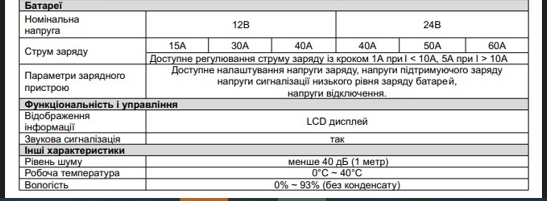 Батареї
Номінальна напруга 12В 24В
Струм заряду 15А 30А 40А 40А 50А 60А
Доступне регулювання струму заряду із кроком 1А при I < 10А, 5А при I > 10А
Параметри зарядного пристрою
Доступне налаштування напруги заряду, напруги підтримуючого заряду
напруги сигналізації низького рівня заряду батарей,
напруги відключення.
Функціональність і управління
Відображення інформації LCD дисплей
Звукова сигналізація так
Інші характеристики
Рівень шуму менше 40 дБ (1 метр)
Робоча температура 0°C ~ 40°C
Вологість 0% ~ 93% (без конденсату)